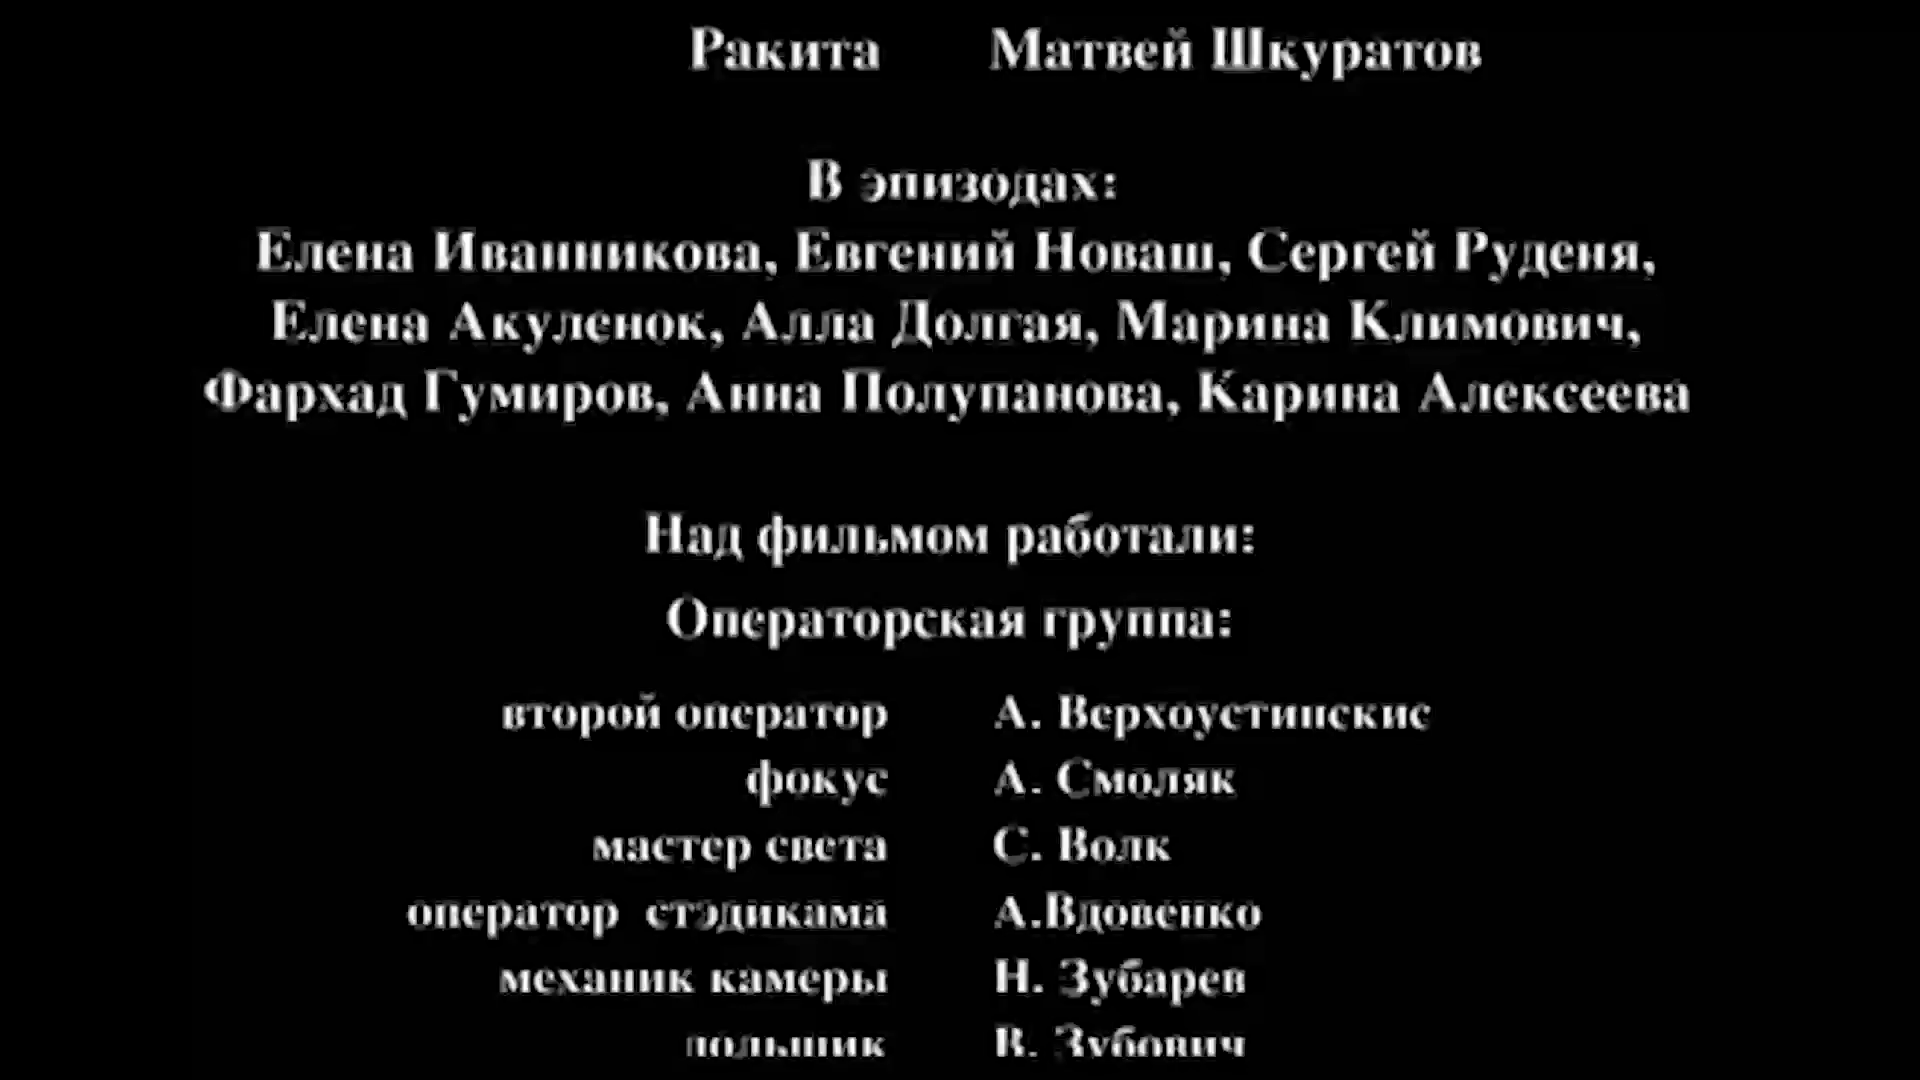 Ракита Матвей Шкуратов
В эпизодах:
Елена Иванникова, Евгений Новаш, Сергей Руденя,
Елена Акуленок, Алла Долгая, Марина Климович,
Фархад Гумиров, Анна Полупанова, Карина Алексеева
Над фильмом работали:
Операторская группа:
второй оператор А. Верхоустинскис
фокус А. Смоляк
мастер света С. Волк
оператор стэдикама А.Вдовенко
механик камеры Н. Зубарев
В. Зубович